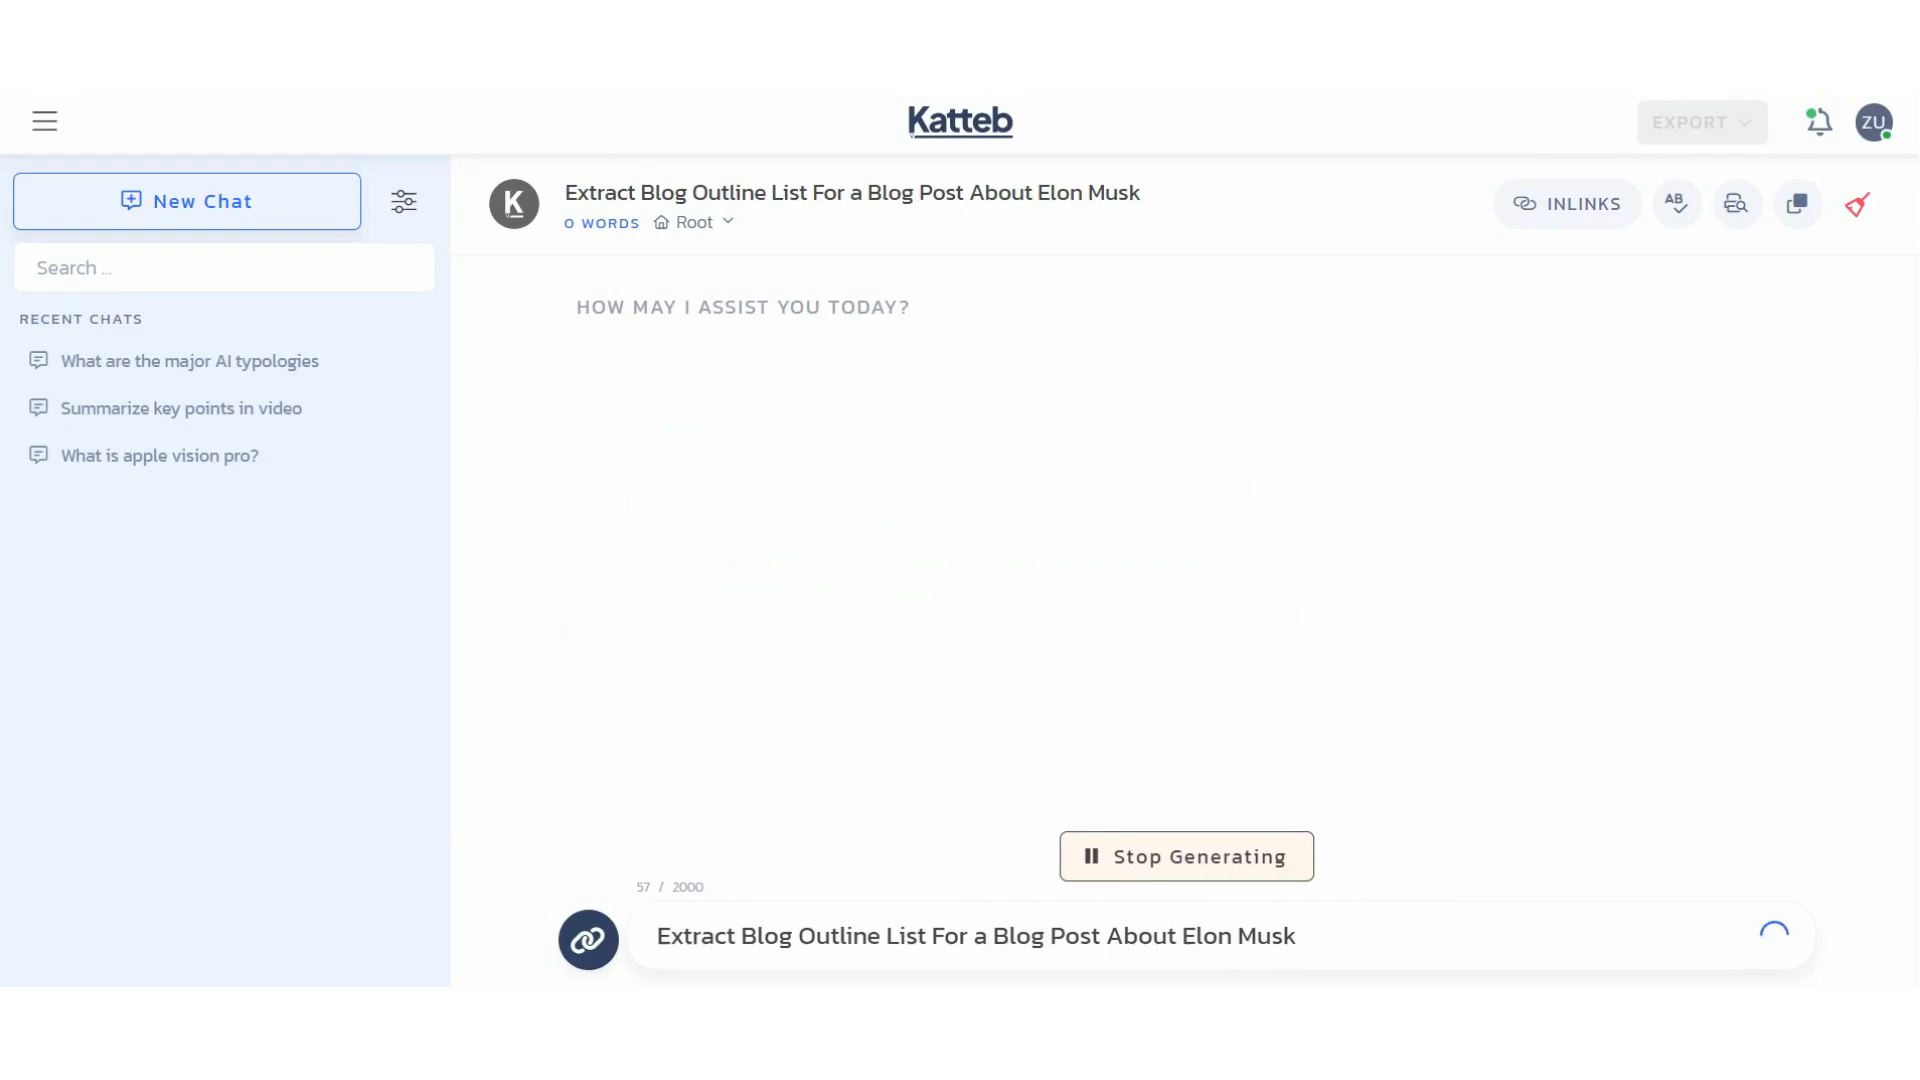 Katteb
EXPORT
ZU
New Chat
Search ...
RECENT CHATS
What are the major AI typologies
Summarize key points in video
What is apple vision pro?
K
Extract Blog Outline List For a Blog Post About Elon Musk
0 WORDS Root
INLINKS
AB
HOW MAY I ASSIST YOU TODAY?
Stop Generating
57 / 2000
Extract Blog Outline List For a Blog Post About Elon Musk